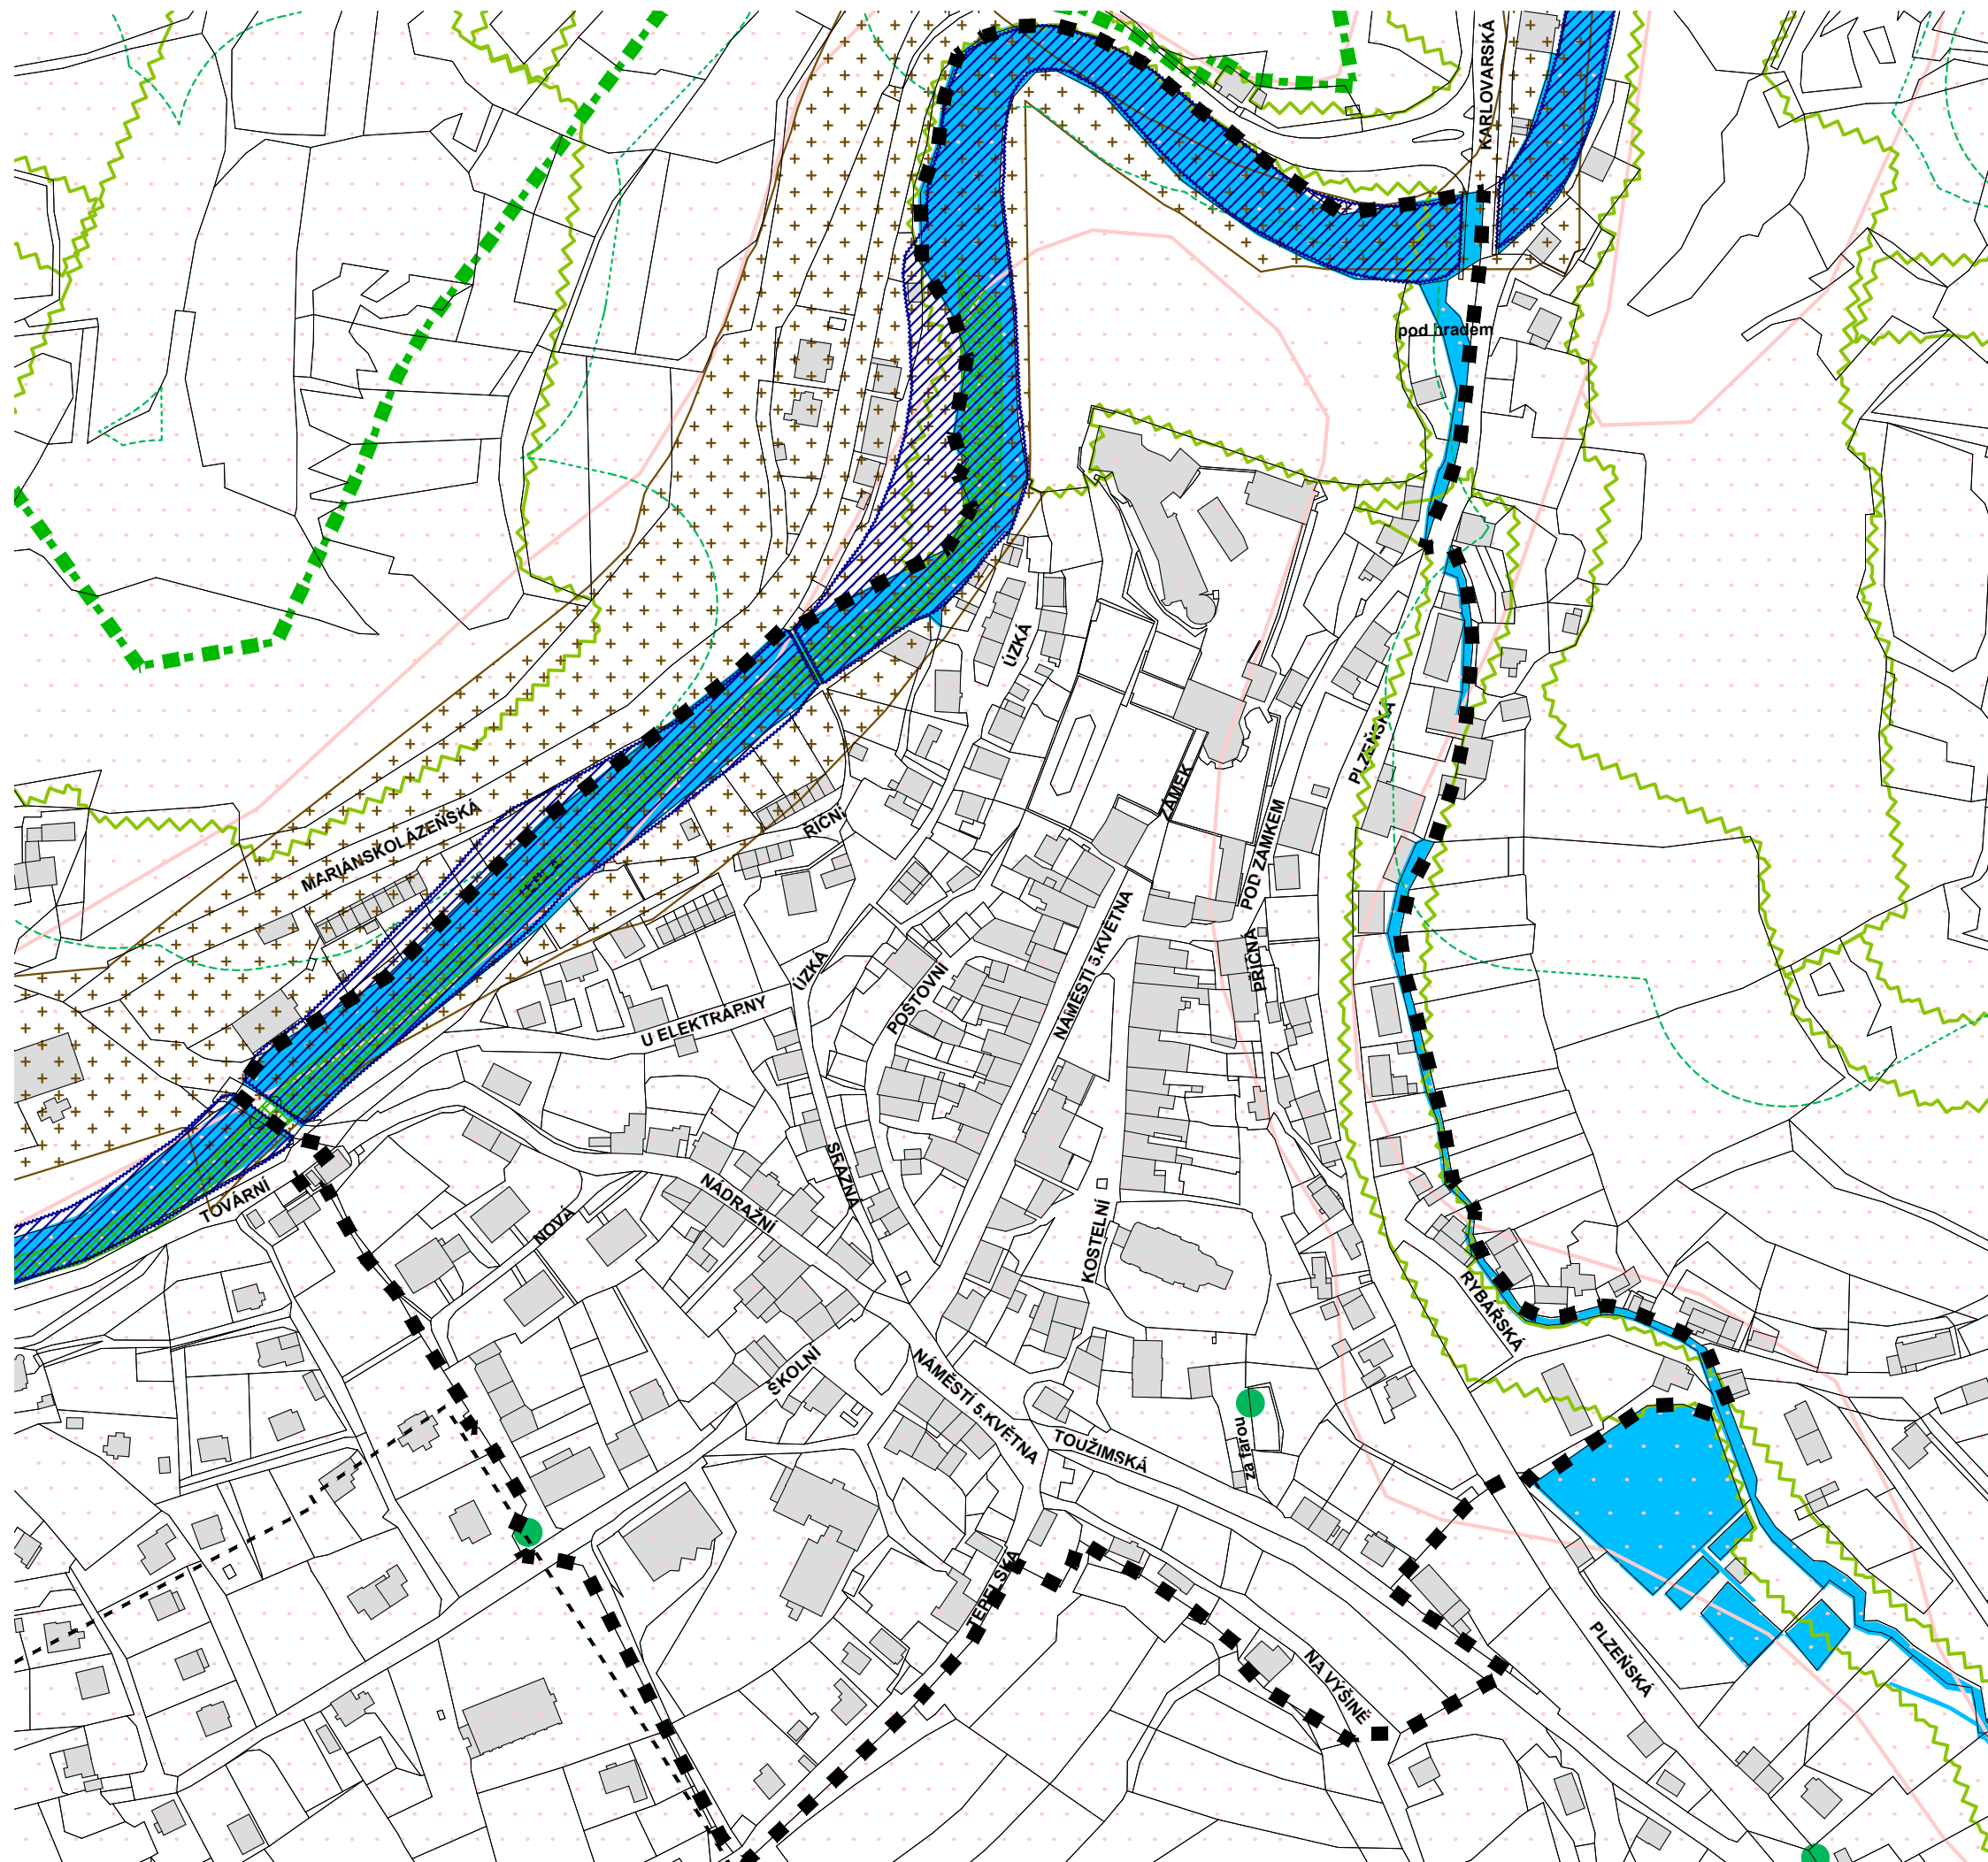 KARLOVARSKÁ
pod hradem
ÚZKÁ
PLZEŇSKÁ
ZÁMEK
MARIÁNSKOLÁZEŇSKÁ
ŘÍČNÍ
POD ZÁMKEM
NÁMĚSTÍ 5.KVĚTNA
PŘÍČNÁ
ÚZKÁ
POŠTOVNÍ
U ELEKTRÁRNY
SRÁZNÁ
TOVÁRNÍ
NÁDRAŽNÍ
NOVÁ
KOSTELNÍ
RYBÁŘSKÁ
ŠKOLNÍ
NÁMĚSTÍ 5.KVĚTNA
TOUŽIMSKÁ
za farou
TEPELSKÁ
NA VÝŠINĚ
PLZEŇSKÁ